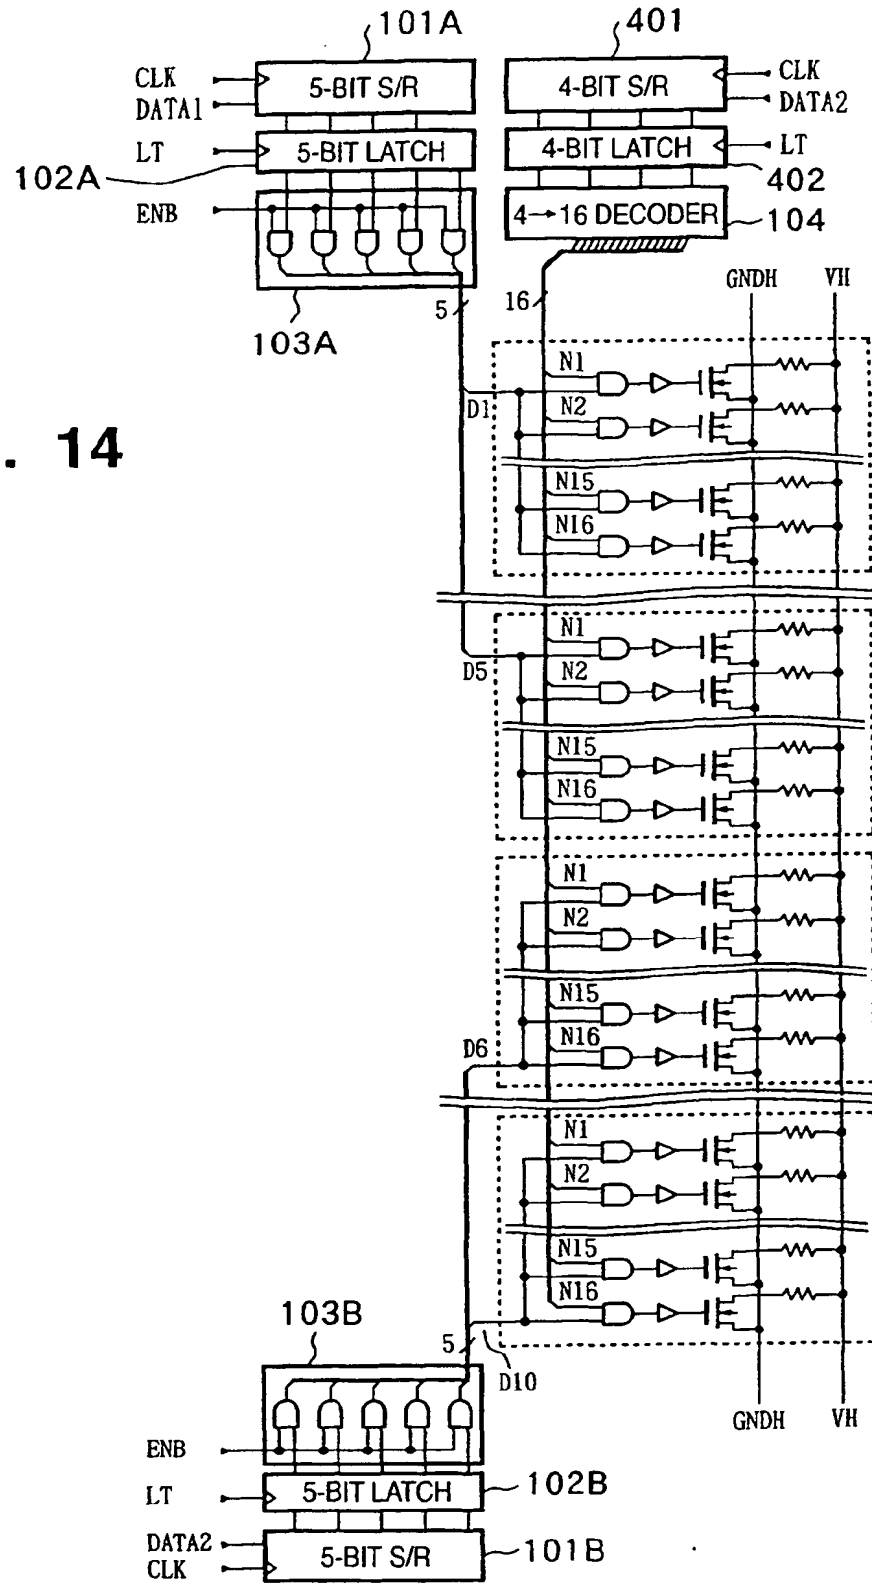 101A
401
CLK
5-BIT S/R
4-BIT S/R
CLK
DATA1
DATA2
LT
5-BIT LATCH
4-BIT LATCH
LT
102A
402
ENB
4→16 DECODER
104
103A
5
16
GNDH
VH
N1
D1
N2
. 14
N15
N16
N1
D5
N2
N15
N16
N1
N2
N15
D6
N16
N1
N2
N15
N16
103B
5
D10
GNDH
VH
ENB
LT
5-BIT LATCH
102B
DATA2
CLK
5-BIT S/R
101B